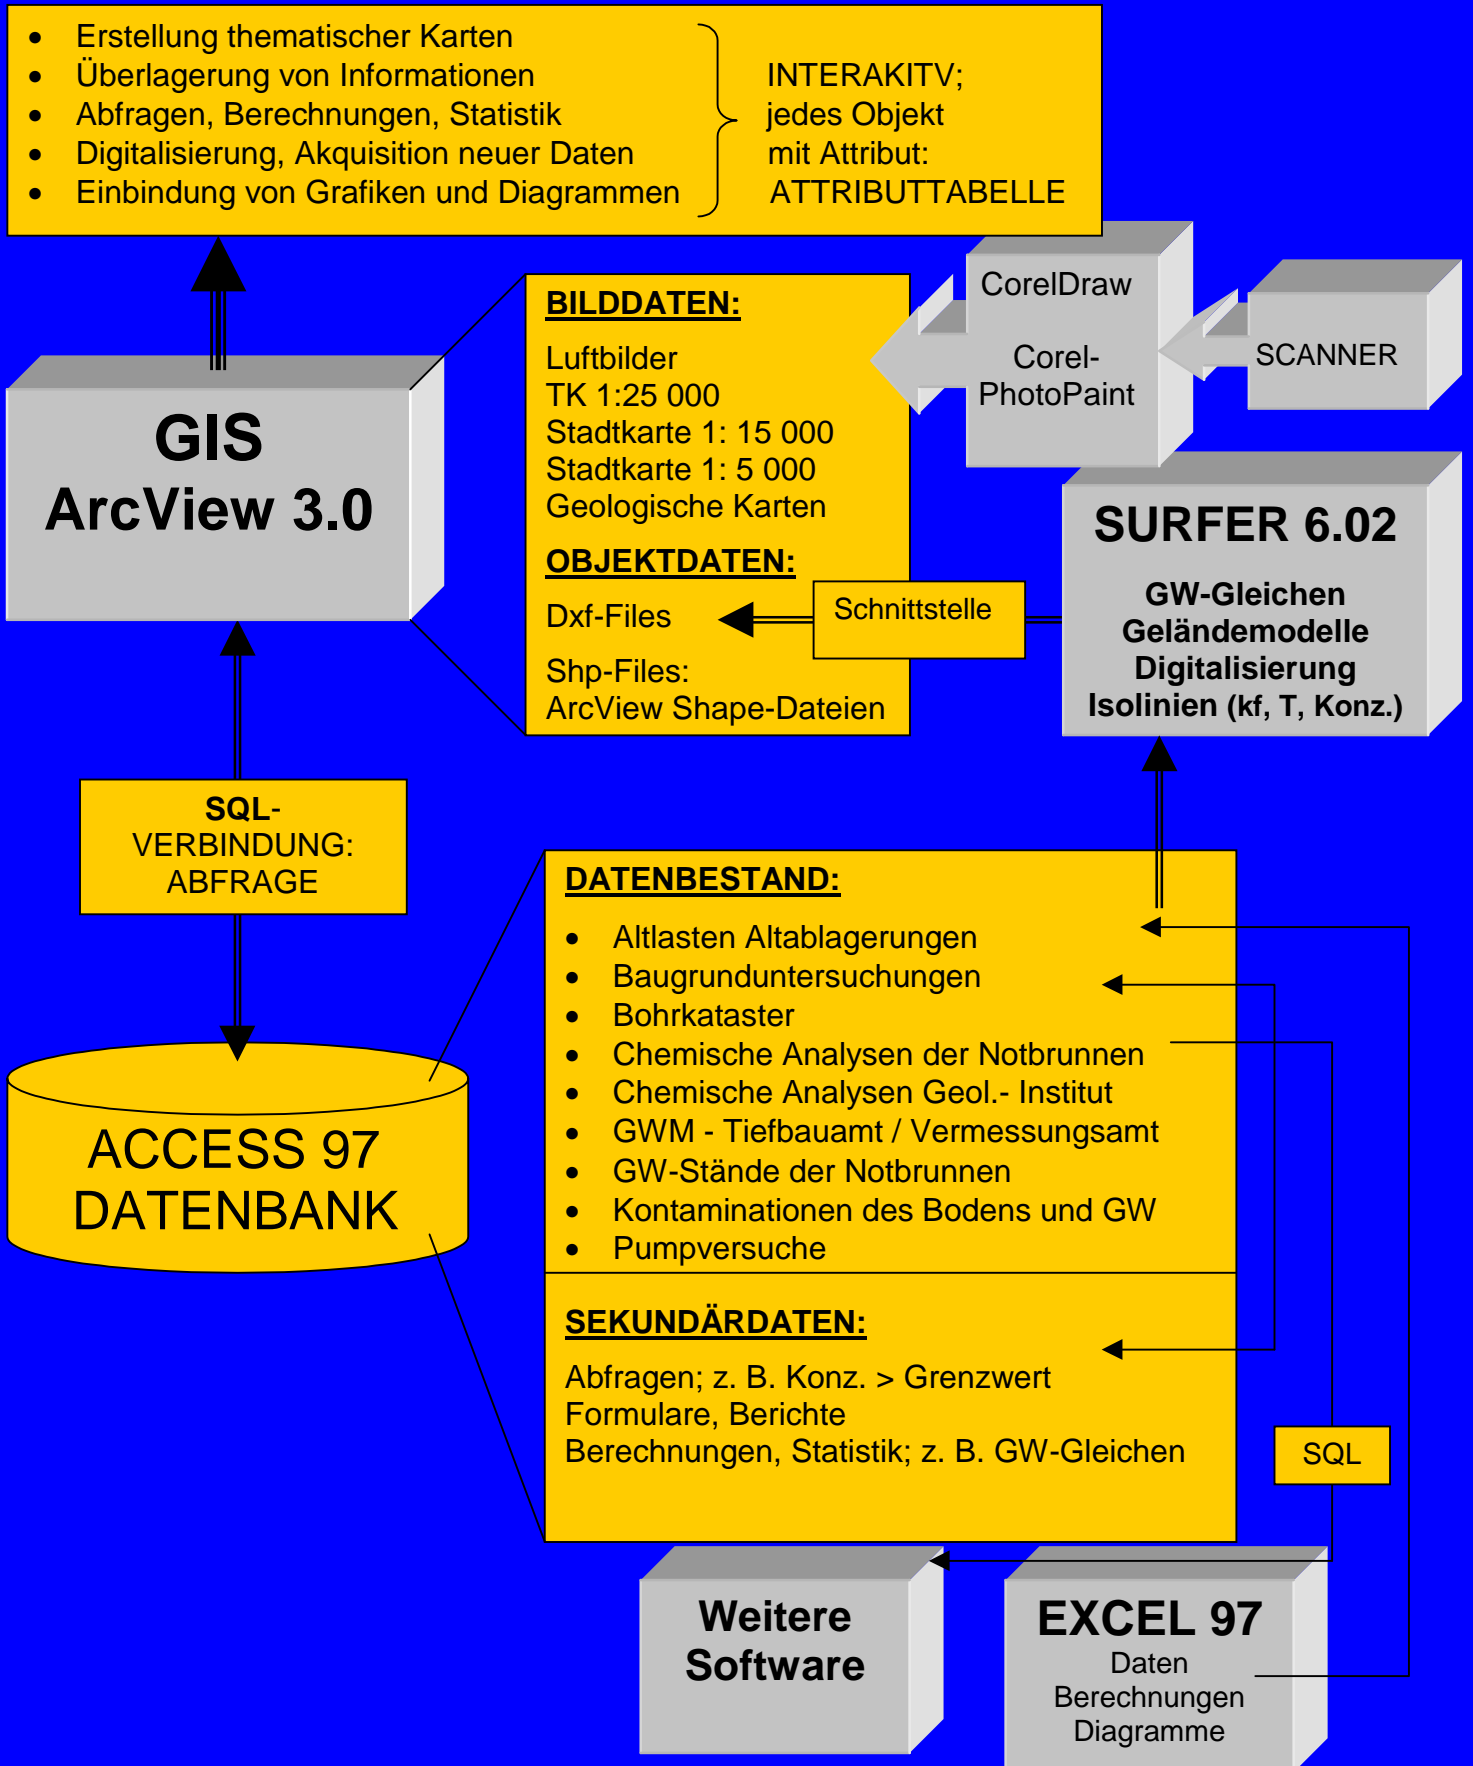 • Erstellung thematischer Karten
• Überlagerung von Informationen
• Abfragen, Berechnungen, Statistik
• Digitalisierung, Akquisition neuer Daten
• Einbindung von Grafiken und Diagrammen
INTERAKITV;
jedes Objekt
mit Attribut:
ATTRIBUTTABELLE
GIS
ArcView 3.0
BILDDATEN:
Luftbilder
TK 1:25 000
Stadtkarte 1: 15 000
Stadtkarte 1: 5 000
Geologische Karten
OBJEKTDATEN:
Dxf-Files
Shp-Files:
ArcView Shape-Dateien
CorelDraw
Corel-
PhotoPaint
SCANNER
Schnittstelle
SURFER 6.02
GW-Gleichen
Geländemodelle
Digitalisierung
Isolinien (kf, T, Konz.)
SQL-
VERBINDUNG:
ABFRAGE
ACCESS 97
DATENBANK
DATENBESTAND:
• Altlasten Altablagerungen
• Baugrunduntersuchungen
• Bohrkataster
• Chemische Analysen der Notbrunnen
• Chemische Analysen Geol.- Institut
• GWM - Tiefbauamt / Vermessungsamt
• GW-Stände der Notbrunnen
• Kontaminationen des Bodens und GW
• Pumpversuche
SEKUNDÄRDATEN:
Abfragen; z. B. Konz. > Grenzwert
Formulare, Berichte
Berechnungen, Statistik; z. B. GW-Gleichen
SQL
Weitere
Software
EXCEL 97
Daten
Berechnungen
Diagramme